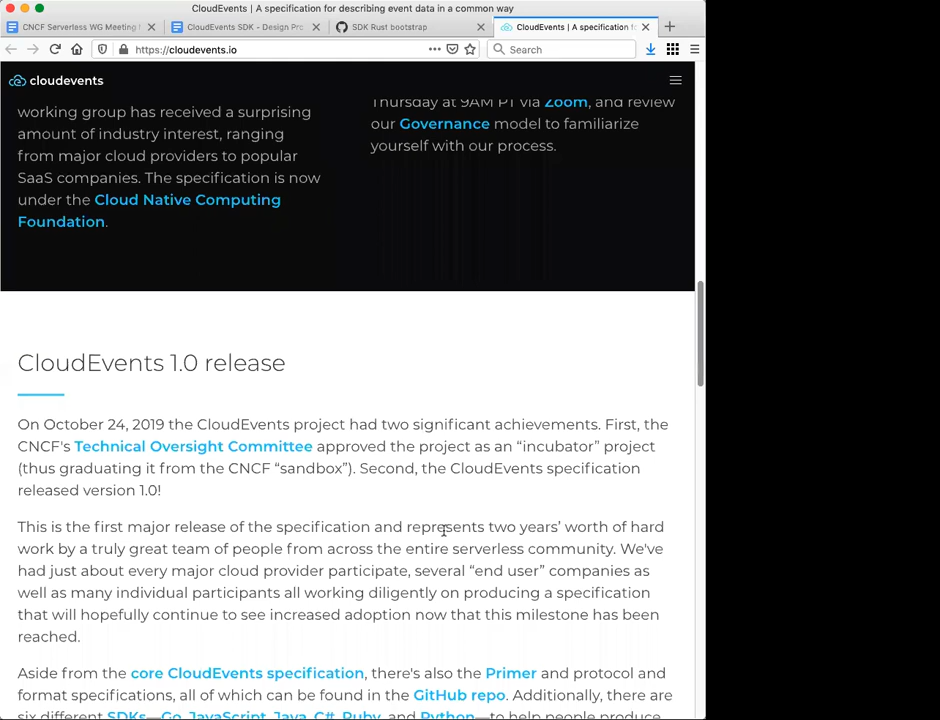 CloudEvents | A specification for describing event data in a common way
CNCF Serverless WG Meeting
CloudEvents SDK - Design Pro
SDK Rust bootstrap
CloudEvents | A specification fo
https://cloudevents.io
Search
cloudevents
working group has received a surprising
amount of industry interest, ranging
from major cloud providers to popular
SaaS companies. The specification is now
under the Cloud Native Computing
Foundation.
Thursday at 9AM PT via Zoom, and review
our Governance model to familiarize
yourself with our process.
CloudEvents 1.0 release
On October 24, 2019 the CloudEvents project had two significant achievements. First, the
CNCF's Technical Oversight Committee approved the project as an “incubator” project
(thus graduating it from the CNCF “sandbox”). Second, the CloudEvents specification
released version 1.0!
This is the first major release of the specification and represents two years’ worth of hard
work by a truly great team of people from across the entire serverless community. We've
had just about every major cloud provider participate, several “end user” companies as
well as many individual participants all working diligently on producing a specification
that will hopefully continue to see increased adoption now that this milestone has been
reached.
Aside from the core CloudEvents specification, there's also the Primer and protocol and
format specifications, all of which can be found in the GitHub repo. Additionally, there are
six different SDKs—Go, JavaScript, Java, C#, Ruby, and Python—to help people produce